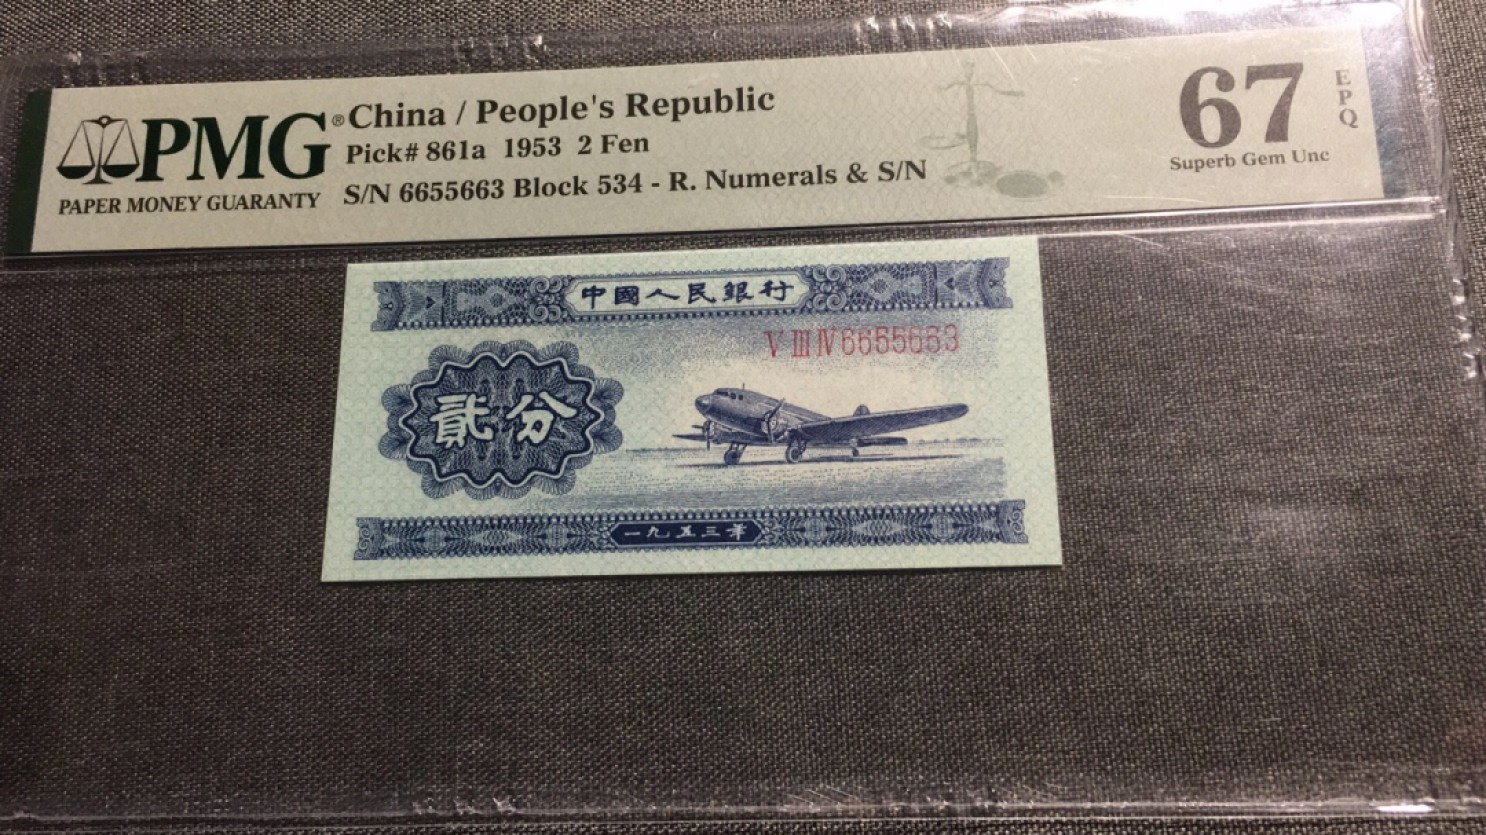 PMG®
PAPER MONEY GUARANTY
China / People's Republic
Pick# 861a 1953 2 Fen
S/N 6655663 Block 534 - R. Numerals & S/N
67
EPQ
Superb Gem Unc
中國人民銀行
Ⅴ Ⅲ Ⅳ 6655663
貳分
一九五三年